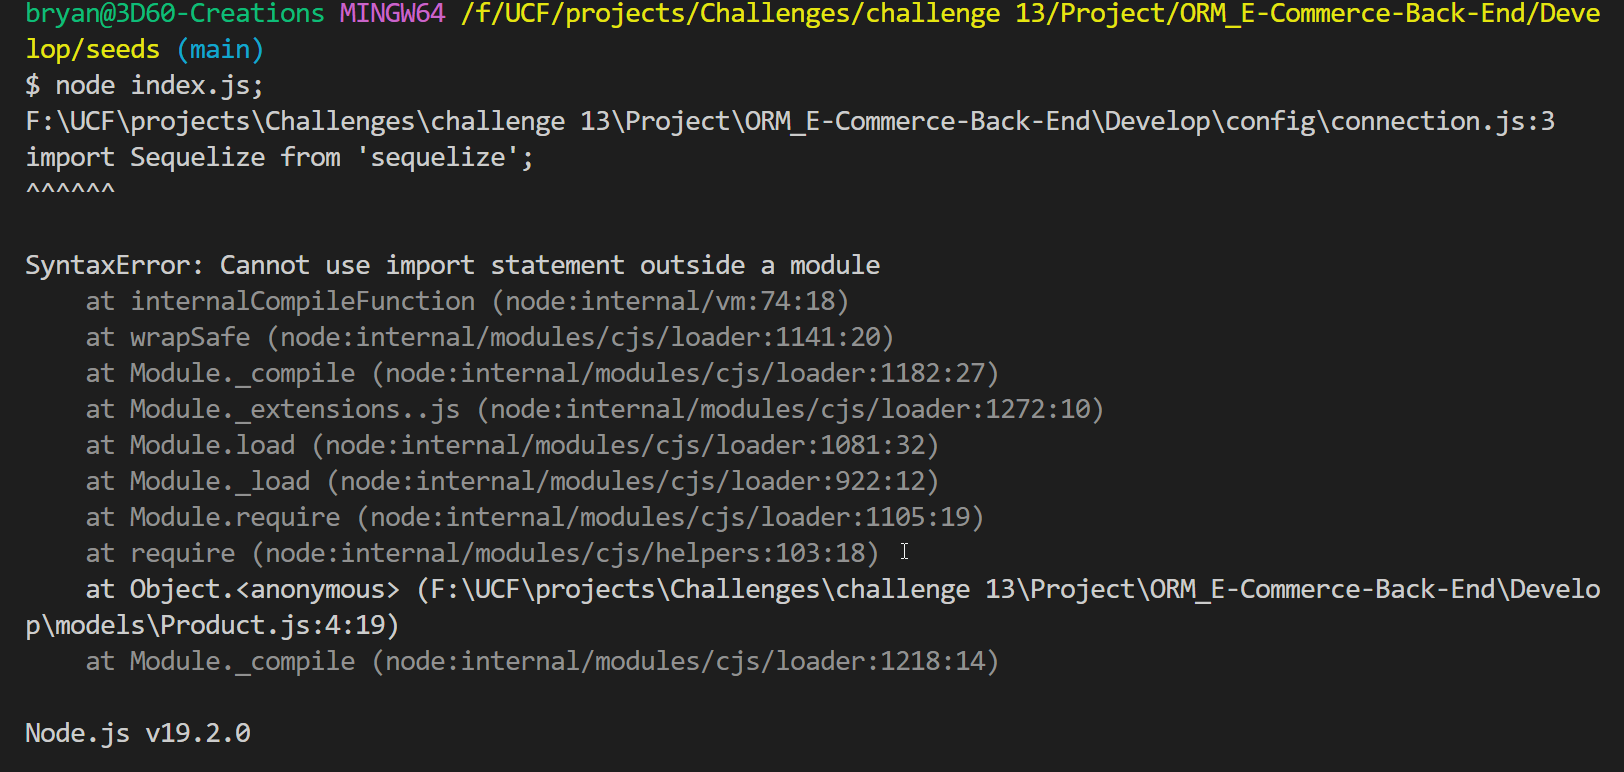 bryan@3D60-Creations MINGW64 /f/UCF/projects/Challenges/challenge 13/Project/ORM_E-Commerce-Back-End/Deve
lop/seeds (main)
$ node index.js;
F:\UCF\projects\Challenges\challenge 13\Project\ORM_E-Commerce-Back-End\Develop\config\connection.js:3
import Sequelize from 'sequelize';
^^^^^^
SyntaxError: Cannot use import statement outside a module
    at internalCompileFunction (node:internal/vm:74:18)
    at wrapSafe (node:internal/modules/cjs/loader:1141:20)
    at Module._compile (node:internal/modules/cjs/loader:1182:27)
    at Module._extensions..js (node:internal/modules/cjs/loader:1272:10)
    at Module.load (node:internal/modules/cjs/loader:1081:32)
    at Module._load (node:internal/modules/cjs/loader:922:12)
    at Module.require (node:internal/modules/cjs/loader:1105:19)
    at require (node:internal/modules/cjs/helpers:103:18)
    at Object.<anonymous> (F:\UCF\projects\Challenges\challenge 13\Project\ORM_E-Commerce-Back-End\Develo
p\models\Product.js:4:19)
    at Module._compile (node:internal/modules/cjs/loader:1218:14)
Node.js v19.2.0